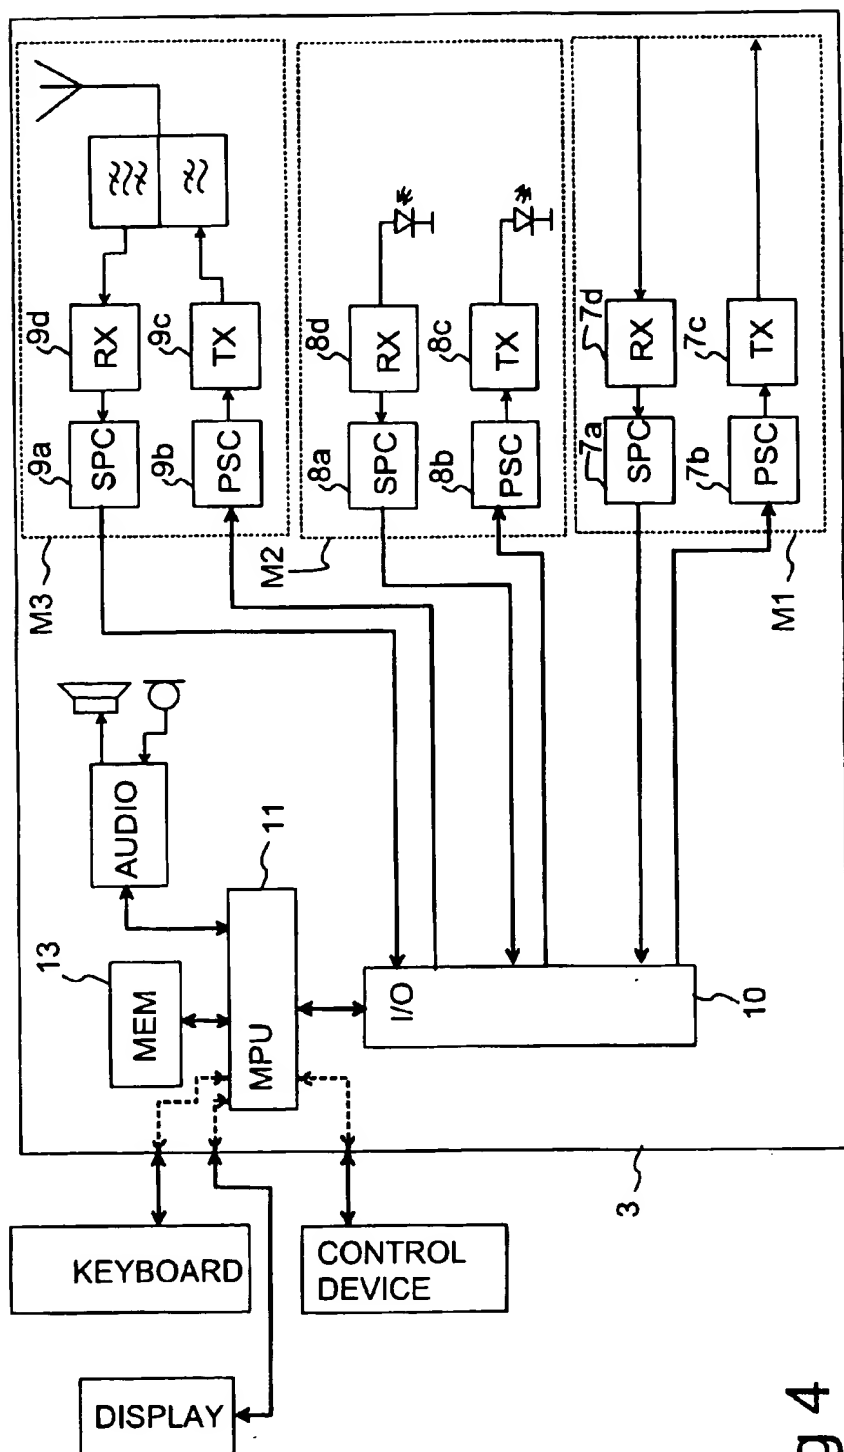 DISPLAY
KEYBOARD
CONTROL
DEVICE
3
13
MEM
MPU
11
AUDIO
I/O
10
M3
9a
SPC
9d
RX
9b
PSC
9c
TX
M2
8a
SPC
8d
RX
8b
PSC
8c
TX
M1
7a
SPC
7d
RX
7b
PSC
7c
TX
g 4